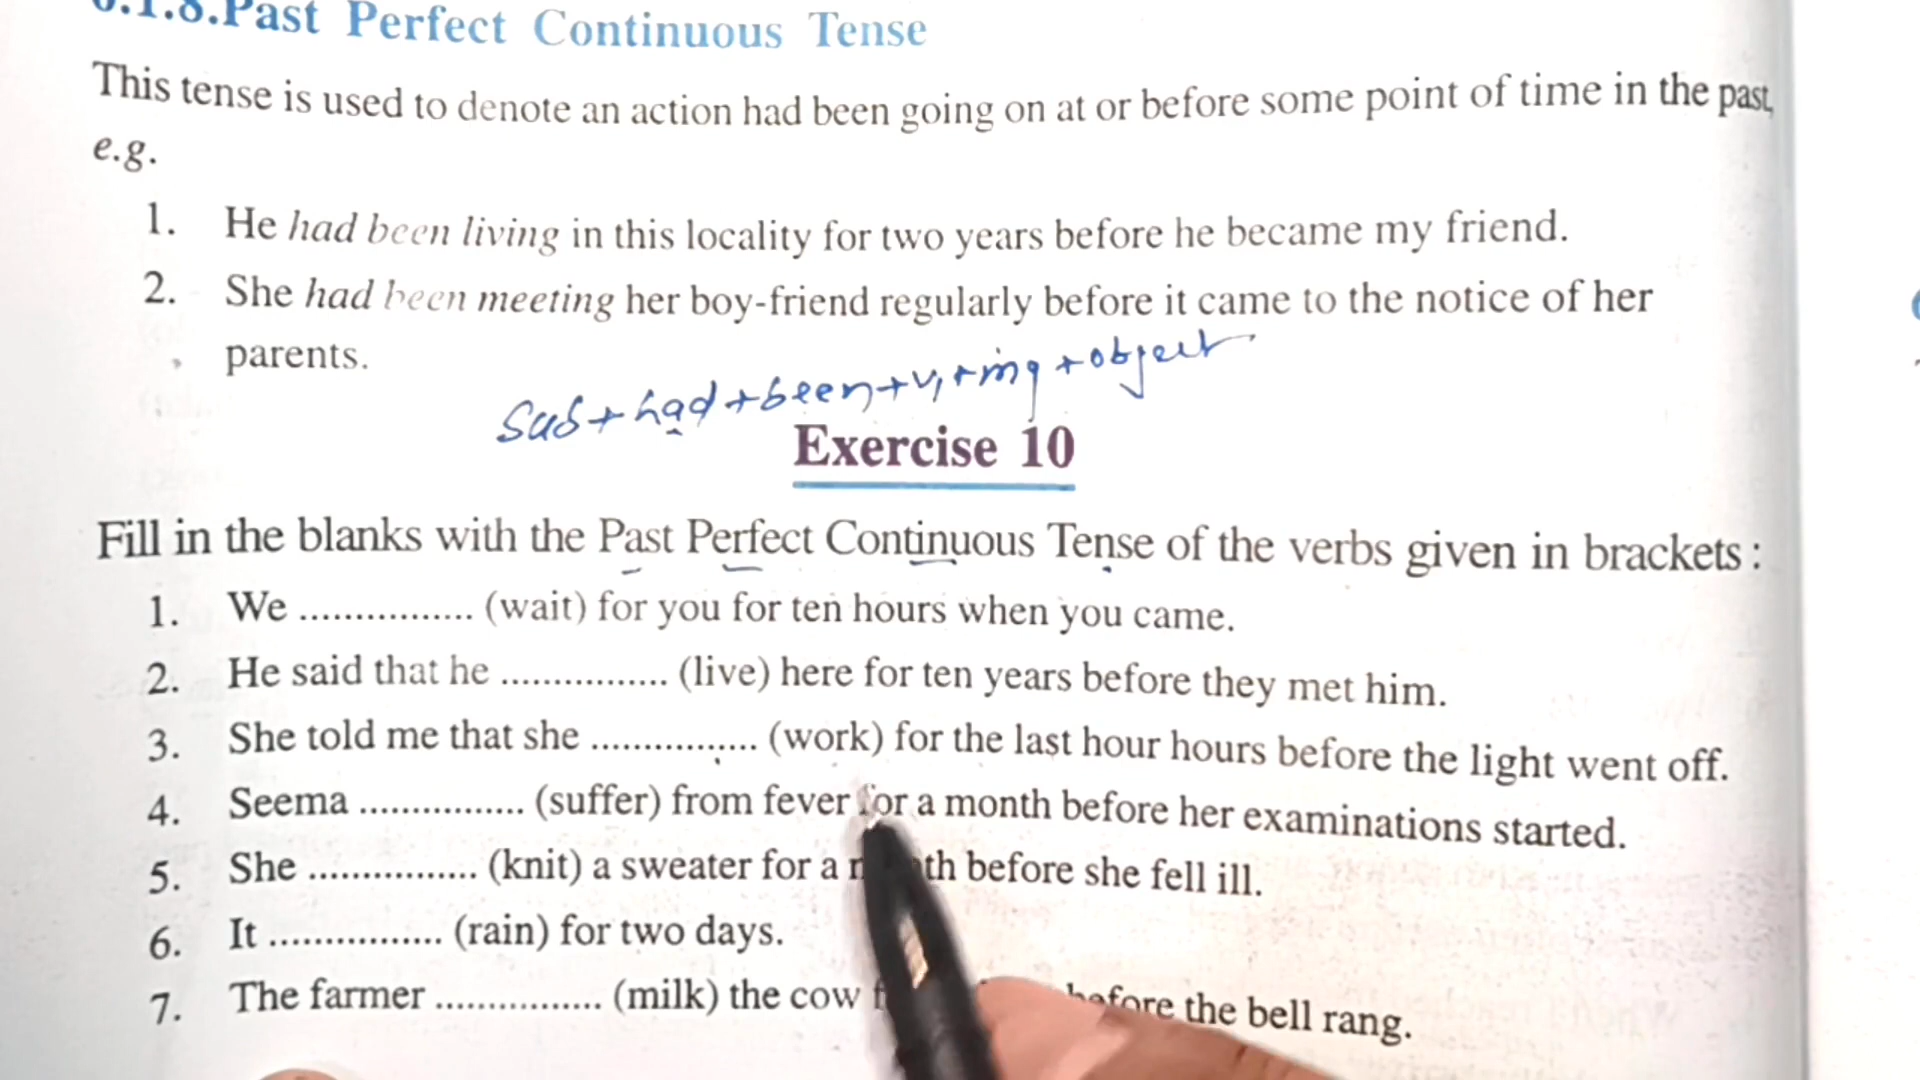 6.1.8.Past Perfect Continuous Tense
This tense is used to denote an action had been going on at or before some point of time in the past,
e.g.
1. He had been living in this locality for two years before he became my friend.
2. She had been meeting her boy-friend regularly before it came to the notice of her
parents.
Sub+had+been+v1+ing+object
Exercise 10
Fill in the blanks with the Past Perfect Continuous Tense of the verbs given in brackets :
1. We ................ (wait) for you for ten hours when you came.
2. He said that he ............... (live) here for ten years before they met him.
3. She told me that she ............... (work) for the last hour hours before the light went off.
4. Seema ............... (suffer) from fever for a month before her examinations started.
5. She ............... (knit) a sweater for a month before she fell ill.
6. It ................ (rain) for two days.
7. The farmer ............... (milk) the cow before the bell rang.